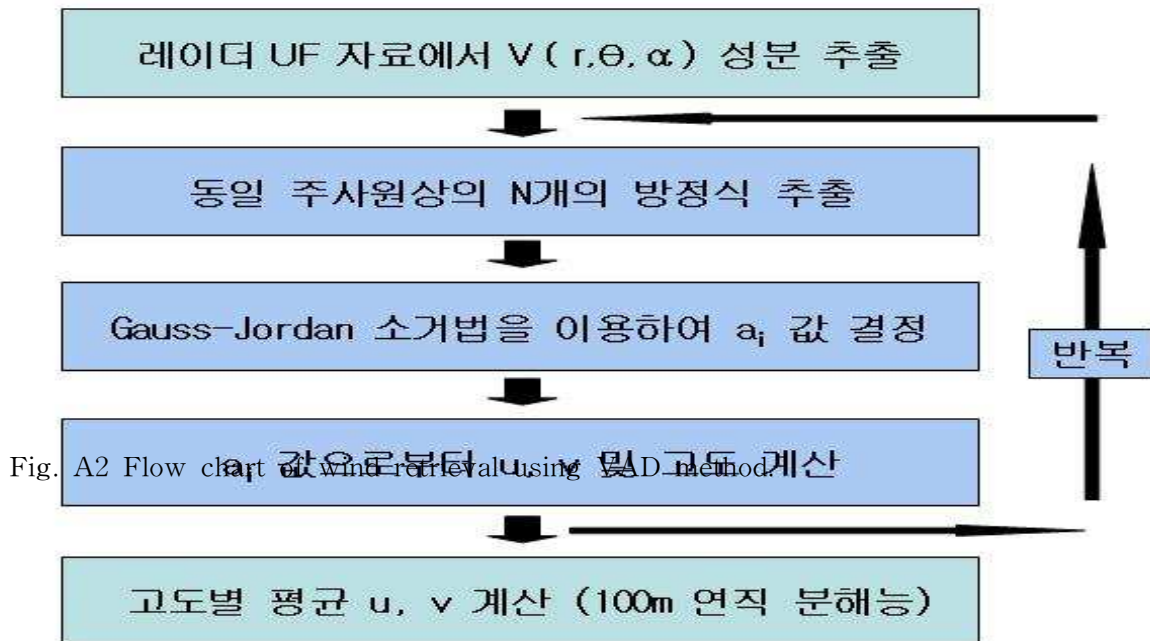 레이더 UF 자료에서 V ( r,θ, α ) 성분 추출
동일 주사원상의 N개의 방정식 추출
Gauss-Jordan 소거법을 이용하여 ai 값 결정
반복
ai 값으로부터 u, v 및 고도 계산
Fig. A2 Flow chart of wind retrieval using VAD method.
고도별 평균 u, v 계산 (100m 연직 분해능)